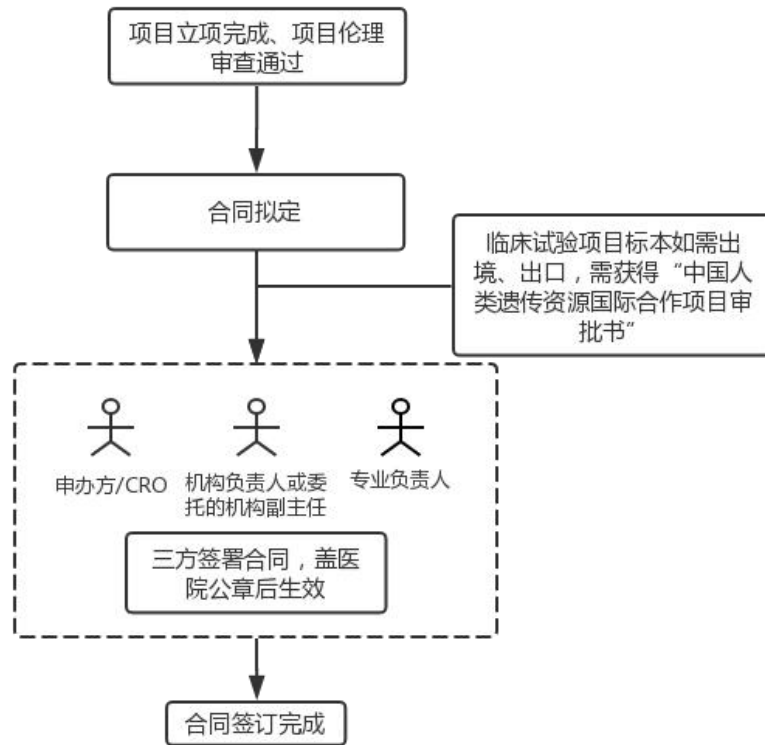 项目立项完成、项目伦理
审查通过
合同拟定
临床试验项目标本如需出
境、出口，需获得“中国人
类遗传资源国际合作项目审
批书”
申办方/CRO
机构负责人或委
托的机构副主任
专业负责人
三方签署合同，盖医
院公章后生效
合同签订完成